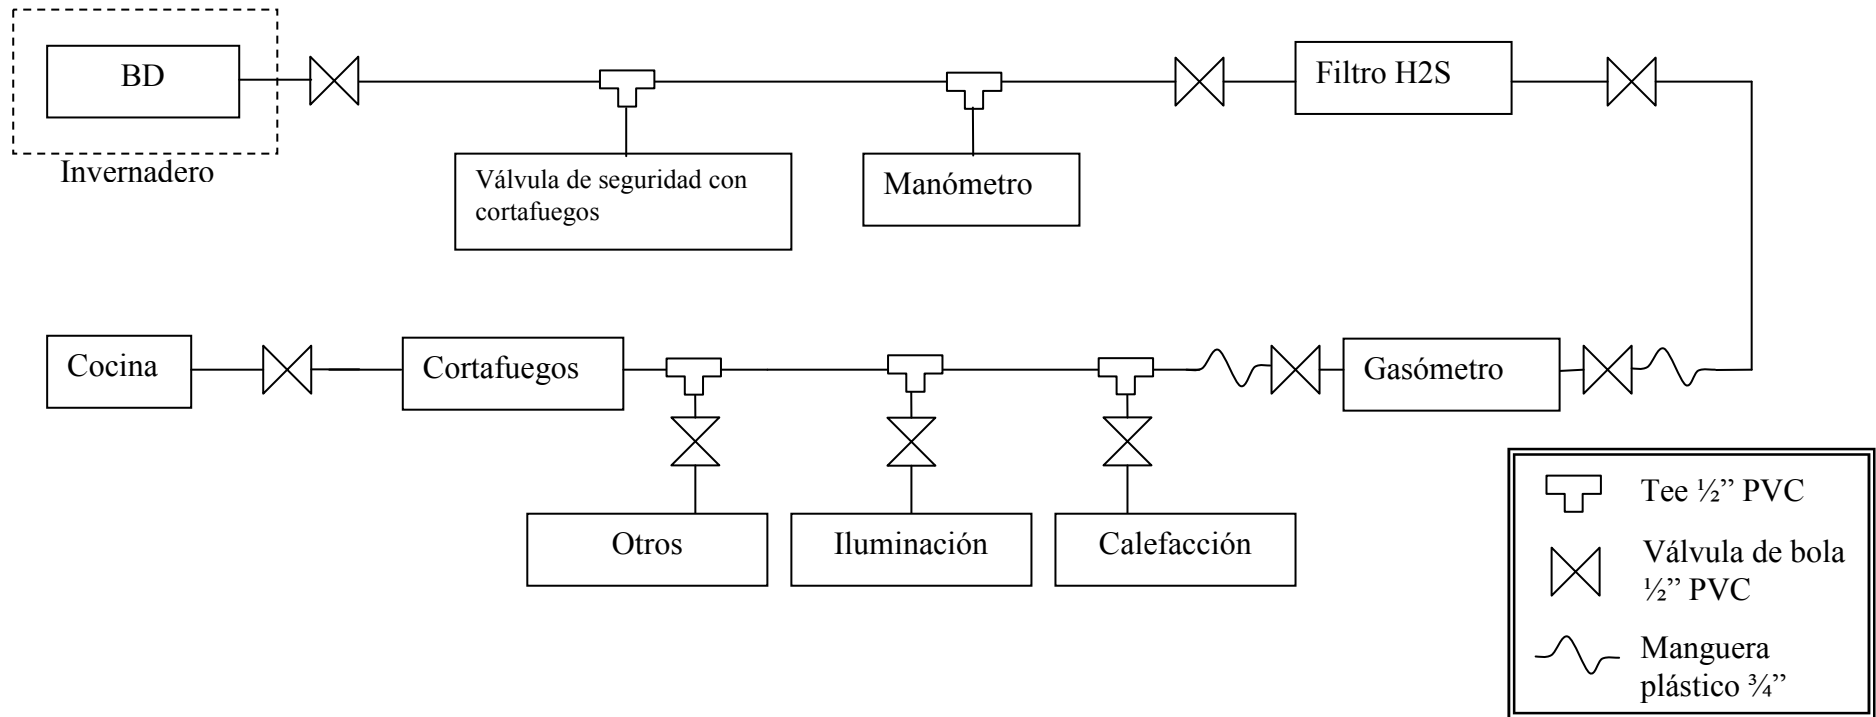 BD
Filtro H2S
Invernadero
Válvula de seguridad con
cortafuegos
Manómetro
Cocina
Cortafuegos
Gasómetro
Otros
Iluminación
Calefacción
Tee ½” PVC
Válvula de bola
½” PVC
Manguera
plástico ¾”